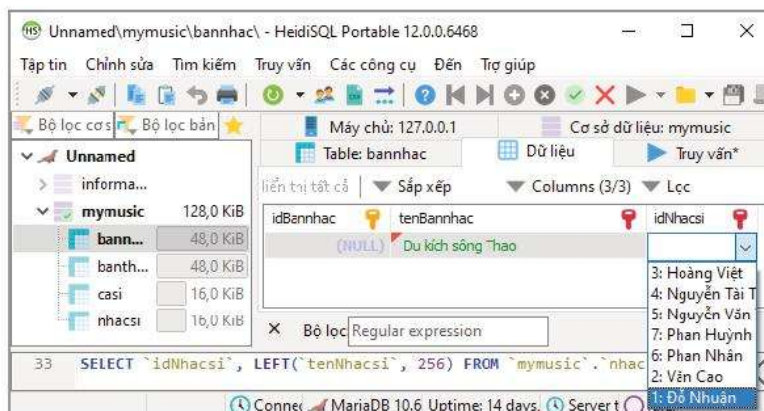 Unnamed\mymusic\bannhac\ - HeidiSQL Portable 12.0.0.6468
Tập tin Chỉnh sửa Tìm kiếm Truy vấn Các công cụ Đến Trợ giúp
Bộ lọc cơ s Bộ lọc bản Máy chủ: 127.0.0.1 Cơ sở dữ liệu: mymusic
Unnamed Table: bannhac Dữ liệu Truy vấn*
informa... Sắp xếp Columns (3/3) Lọc
mymusic 128,0 KiB
idBannhac tenBannhac idNhacsi
bann... 48,0 KiB
(NULL) Du kích sông Thao
banth... 48,0 KiB
casi 16,0 KiB
nhacsi 16,0 KiB
3: Hoàng Việt
4: Nguyễn Tài T
5: Nguyễn Văn
7: Phan Huỳnh
6: Phan Nhân
2: Văn Cao
1: Đỗ Nhuận
× Bộ lọc Regular expression
33 SELECT `idNhacsi`, LEFT(`tenNhacsi`, 256) FROM `mymusic`.`nhac
Connec MariaDB 10.6 Uptime: 14 days, Server t